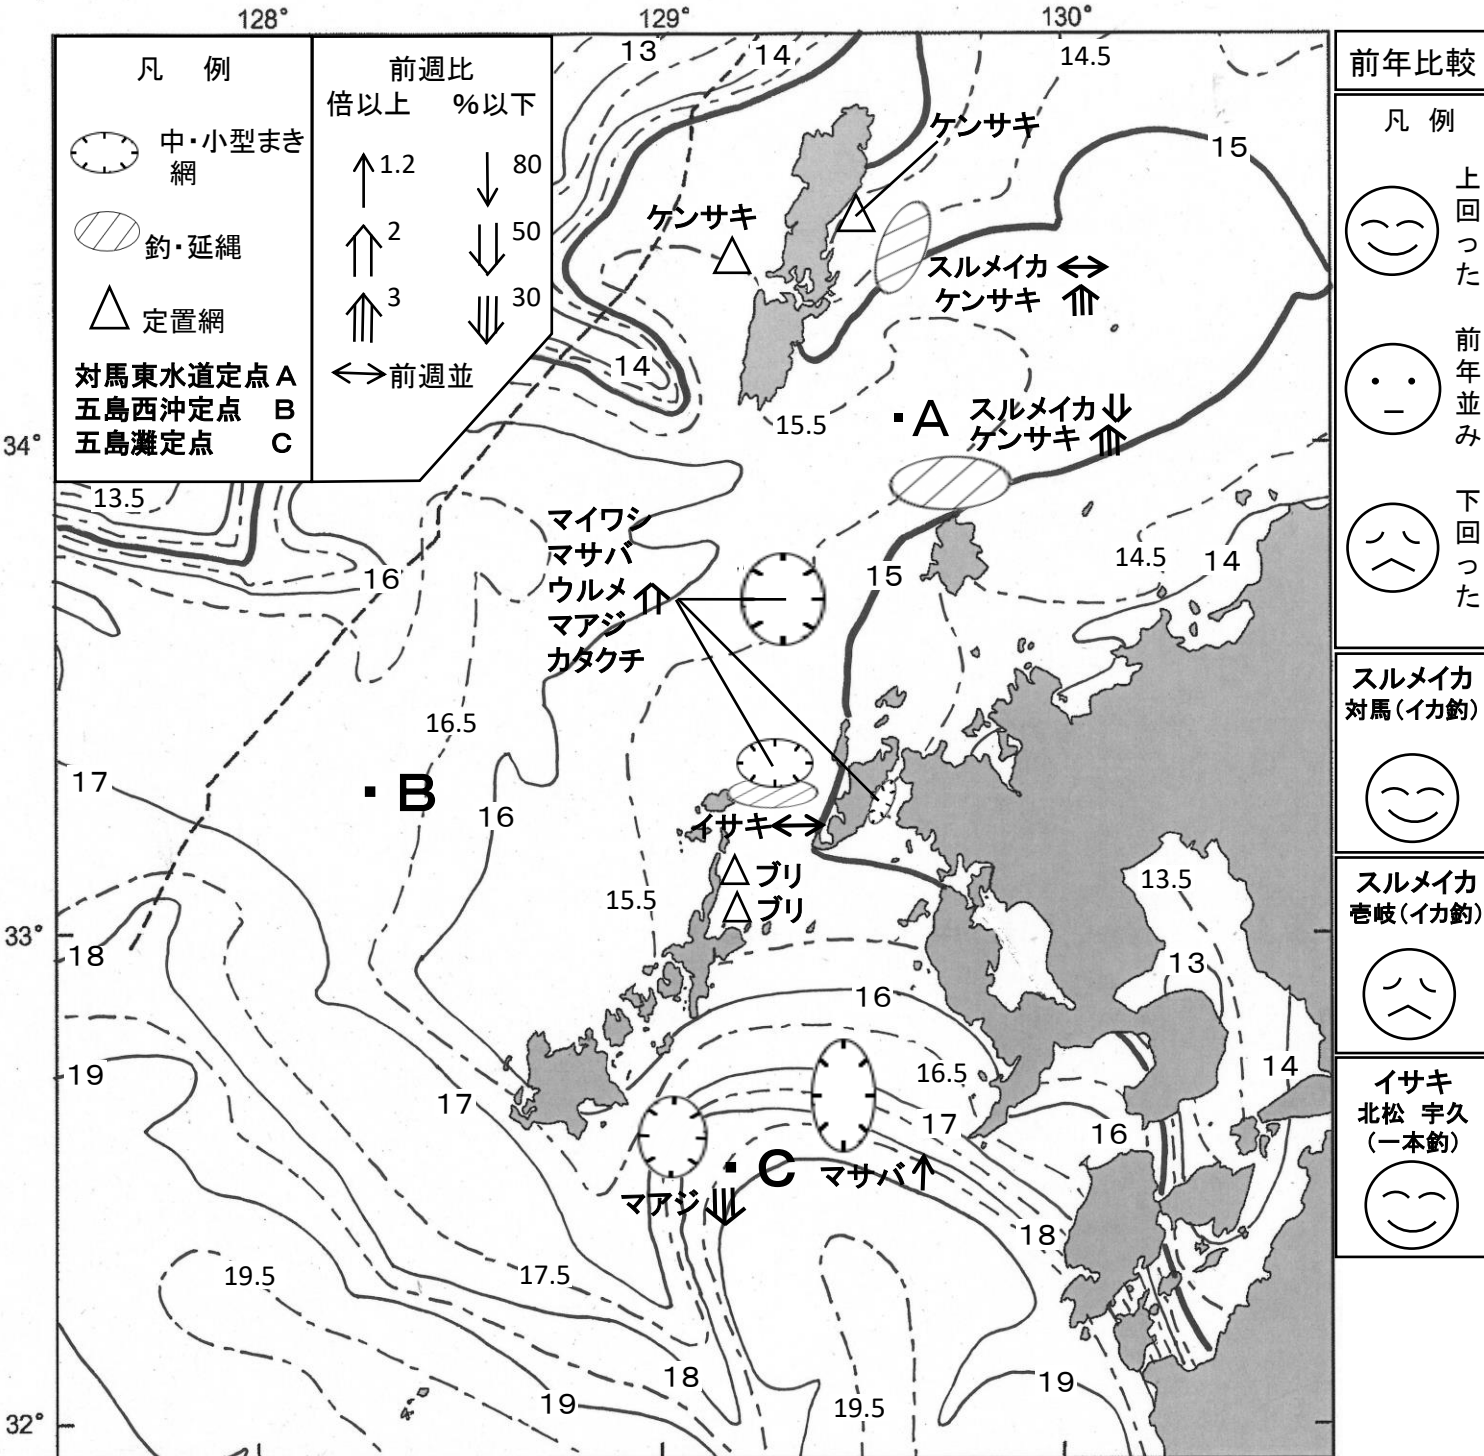 128°
129°
130°
凡 例
中・小型まき
網
釣・延縄
定置網
対馬東水道定点 A
五島西沖定点 B
五島灘定点 C
前週比
倍以上 %以下
1.2 80
2 50
3 30
前週並
前年比較
凡 例
上回った
前年並み
下回った
スルメイカ
対馬(イカ釣)
スルメイカ
壱岐(イカ釣)
イサキ
北松 宇久
(一本釣)
13
14
14.5
15
ケンサキ
ケンサキ
スルメイカ
ケンサキ
14
15.5
A
スルメイカ
ケンサキ
34°
13.5
マイワシ
マサバ
ウルメ
マアジ
カタクチ
16
15
14.5
14
16.5
17
B
16
イサキ
ブリ
ブリ
15.5
13.5
33°
18
13
16
19
17
16.5
14
17
16
C
マサバ
マアジ
18
19.5
17.5
18
19
19
19.5
32°